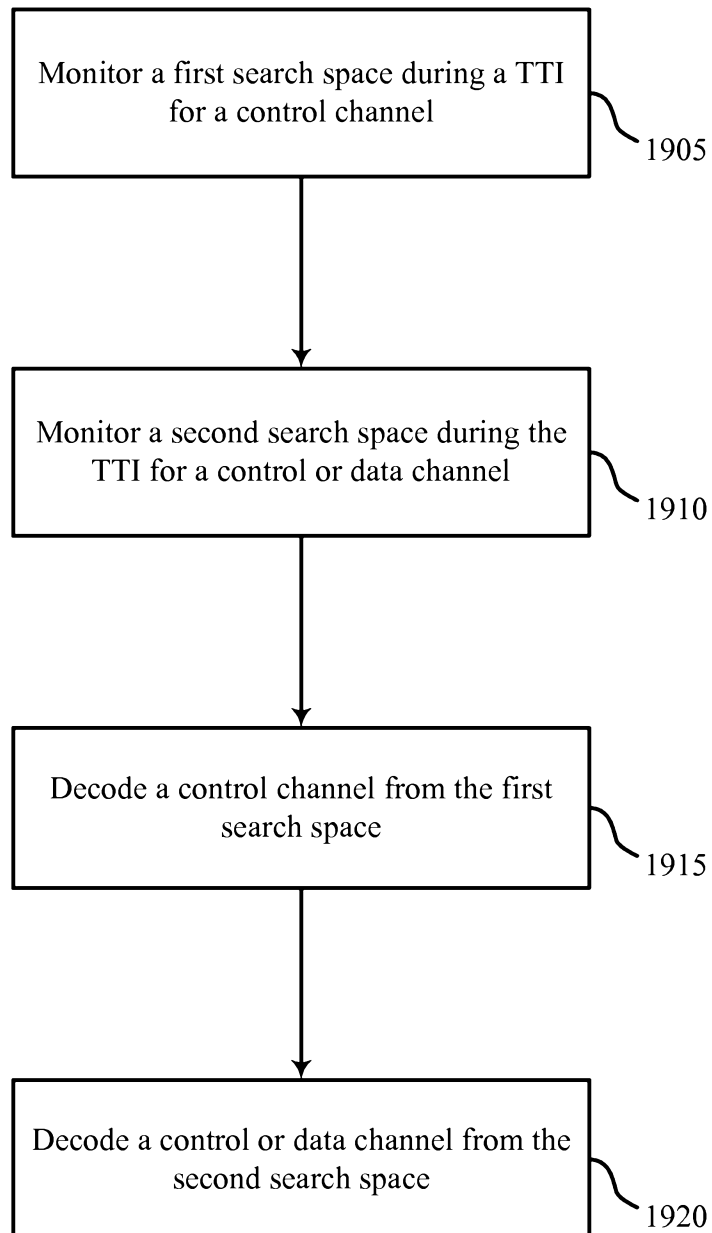 Monitor a first search space during a TTI
for a control channel
1905
Monitor a second search space during the
TTI for a control or data channel
1910
Decode a control channel from the first
search space
1915
Decode a control or data channel from the
second search space
1920